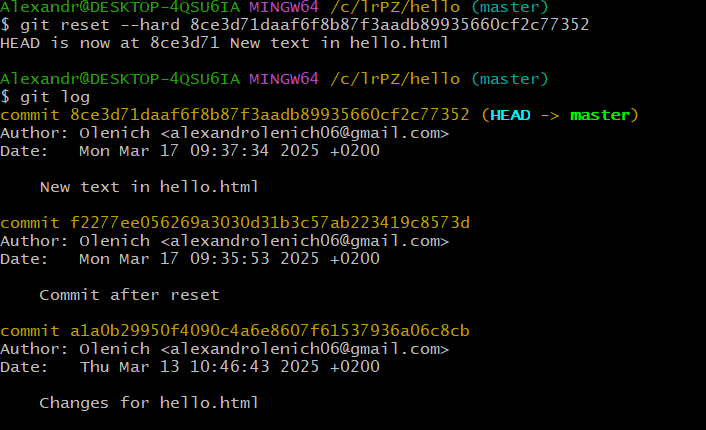 Alexandr@DESKTOP-4QSU6IA MINGW64 /c/lrPZ/hello (master)
$ git reset --hard 8ce3d71daaf6f8b87f3aadb89935660cf2c77352
HEAD is now at 8ce3d71 New text in hello.html
Alexandr@DESKTOP-4QSU6IA MINGW64 /c/lrPZ/hello (master)
$ git log
commit 8ce3d71daaf6f8b87f3aadb89935660cf2c77352 (HEAD -> master)
Author: Olenich <alexandrolenich06@gmail.com>
Date:   Mon Mar 17 09:37:34 2025 +0200
    New text in hello.html
commit f2277ee056269a3030d31b3c57ab223419c8573d
Author: Olenich <alexandrolenich06@gmail.com>
Date:   Mon Mar 17 09:35:53 2025 +0200
    Commit after reset
commit a1a0b29950f4090c4a6e8607f61537936a06c8cb
Author: Olenich <alexandrolenich06@gmail.com>
Date:   Thu Mar 13 10:46:43 2025 +0200
    Changes for hello.html